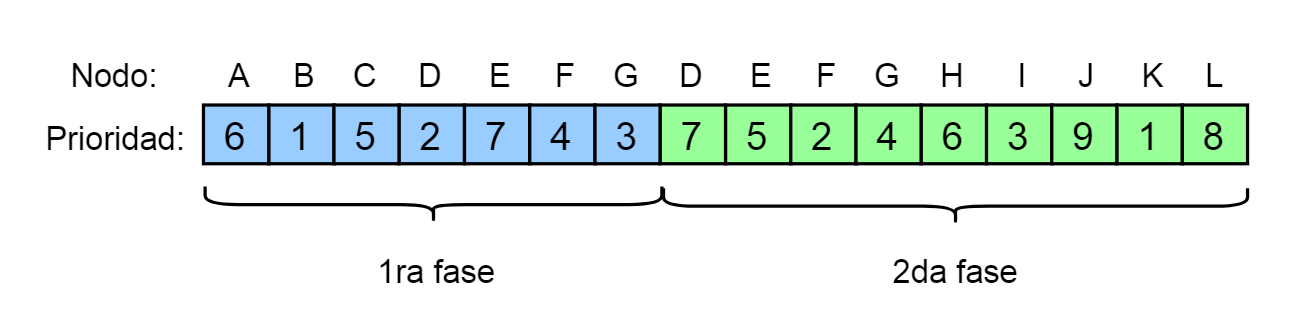 Nodo: A B C D E F G D E F G H I J K L
Prioridad: 6 1 5 2 7 4 3 7 5 2 4 6 3 9 1 8
1ra fase 2da fase